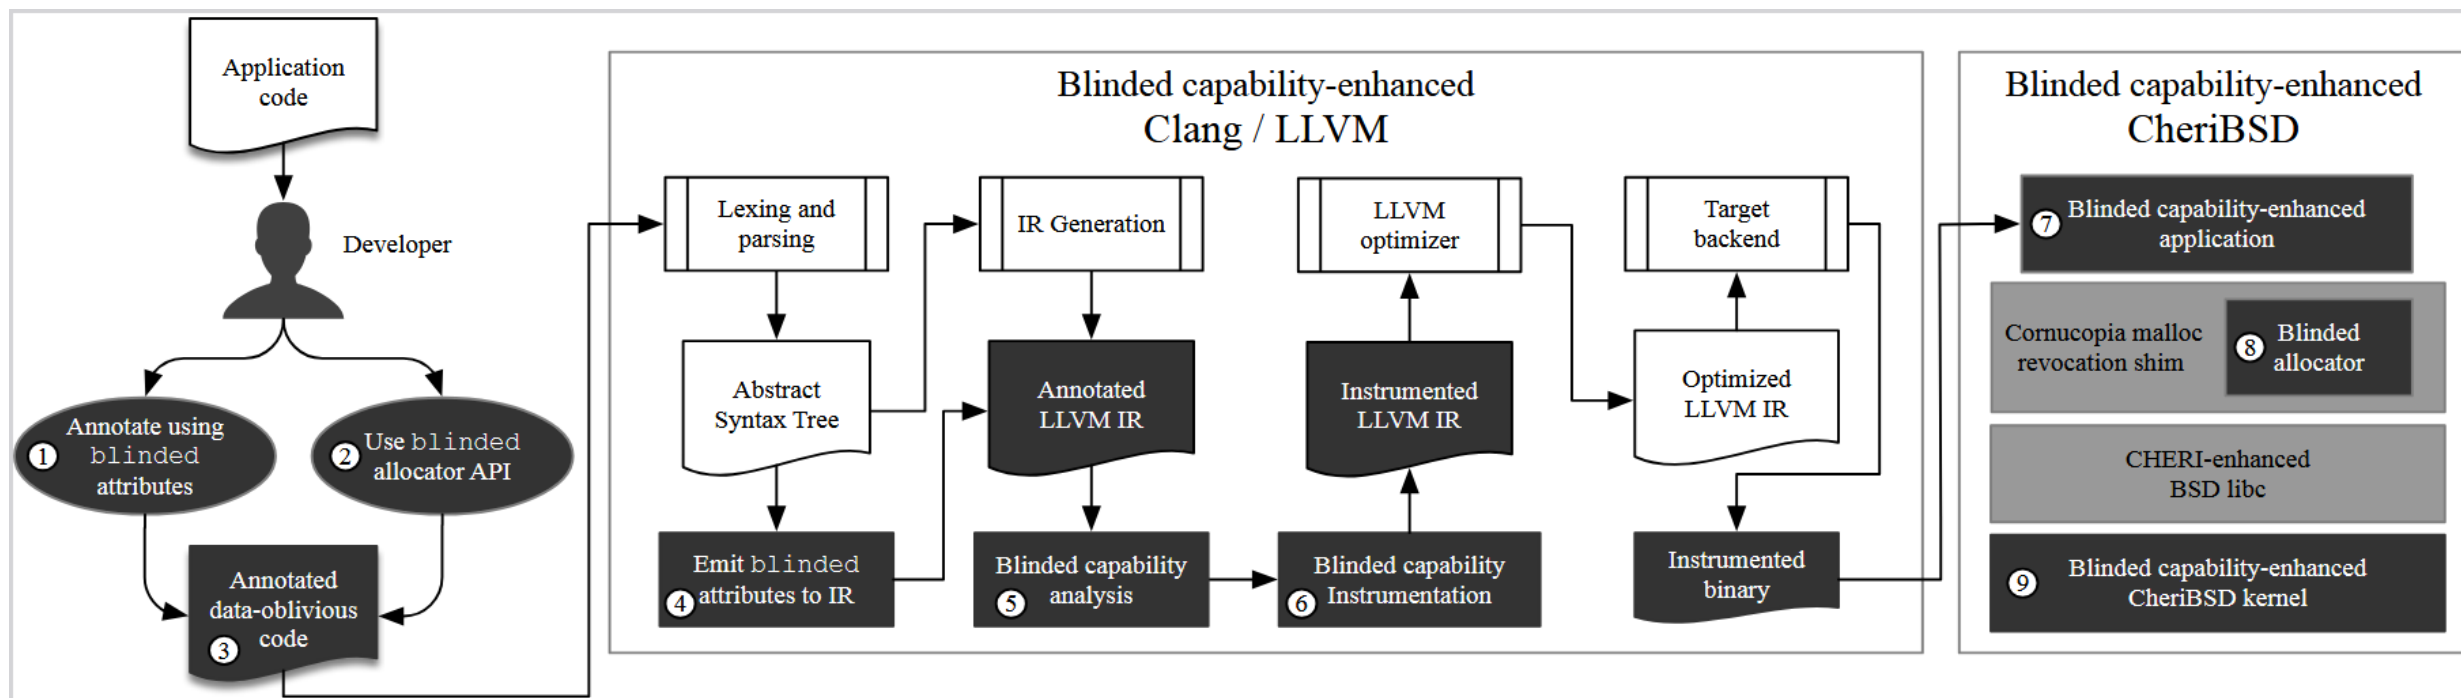 Application
code
Developer
Annotate using
blinded
attributes
1
Use blinded
allocator API
2
Annotated
data-oblivious
code
3
Blinded capability-enhanced
Clang / LLVM
Lexing and
parsing
IR Generation
LLVM
optimizer
Target
backend
Abstract
Syntax Tree
Annotated
LLVM IR
Instrumented
LLVM IR
Optimized
LLVM IR
Emit blinded
attributes to IR
4
Blinded capability
analysis
5
Blinded capability
Instrumentation
6
Instrumented
binary
Blinded capability-enhanced
CheriBSD
7
Blinded capability-enhanced
application
Cornucopia malloc
revocation shim
8
Blinded
allocator
CHERI-enhanced
BSD libc
9
Blinded capability-enhanced
CheriBSD kernel